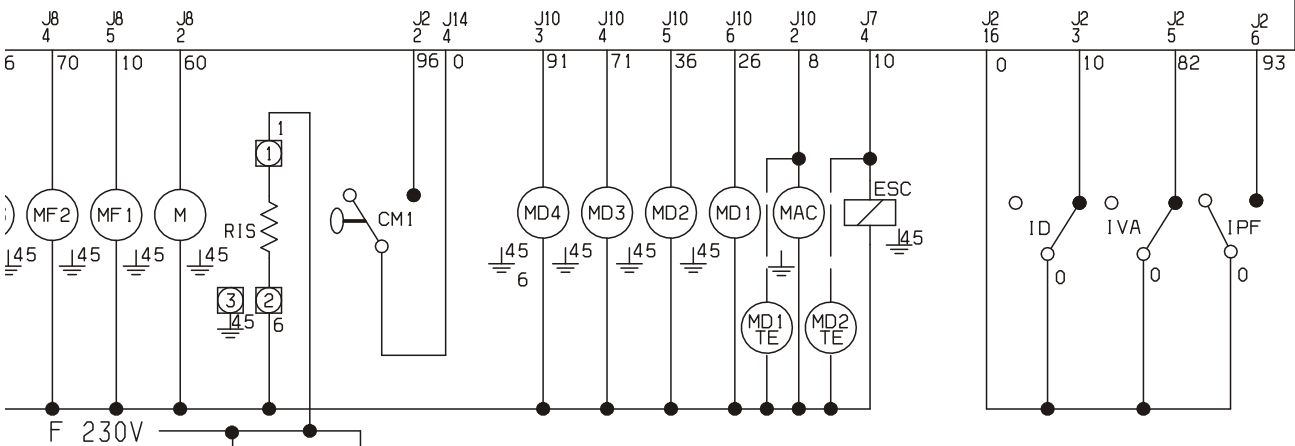 J8 J8 J8 J2 J14 J10 J10 J10 J10 J10 J7 J2 J2 J2 J2
4 5 2 2 4 3 4 5 6 2 4 16 3 5 6
6 70 10 60 96 0 91 71 36 26 8 10 0 10 82 93
1
1
ESC
MF2 MF1 M CM1 MD4 MD3 MD2 MD1 MAC
RIS ID IVA IPF
45
45 45 45 45 45 45 45 45
6
0 0 0
3 2
45 6
MD1 MD2
TE TE
F 230V